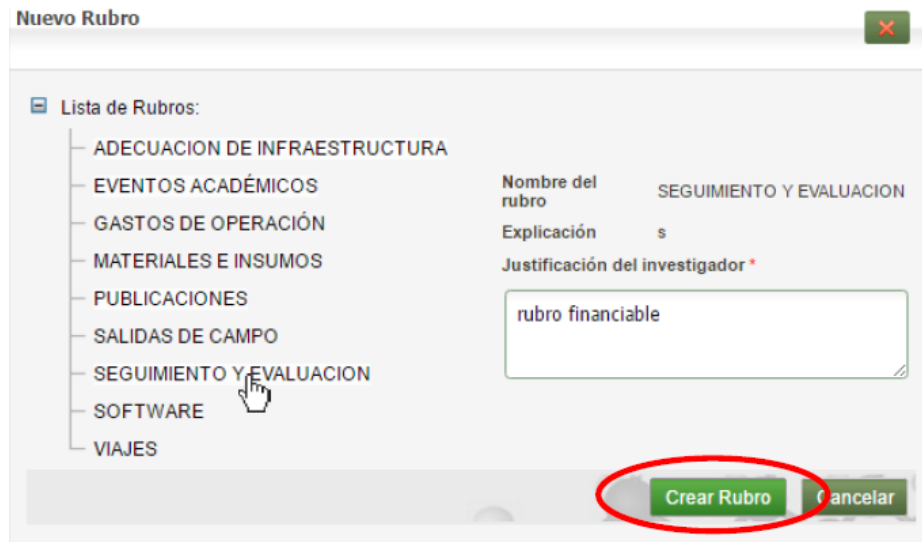 Nuevo Rubro
Lista de Rubros:
ADECUACION DE INFRAESTRUCTURA
EVENTOS ACADÉMICOS
GASTOS DE OPERACIÓN
MATERIALES E INSUMOS
PUBLICACIONES
SALIDAS DE CAMPO
SEGUIMIENTO Y EVALUACION
SOFTWARE
VIAJES
Nombre del
rubro
SEGUIMIENTO Y EVALUACION
Explicación s
Justificación del investigador *
rubro financiable
Crear Rubro
Cancelar